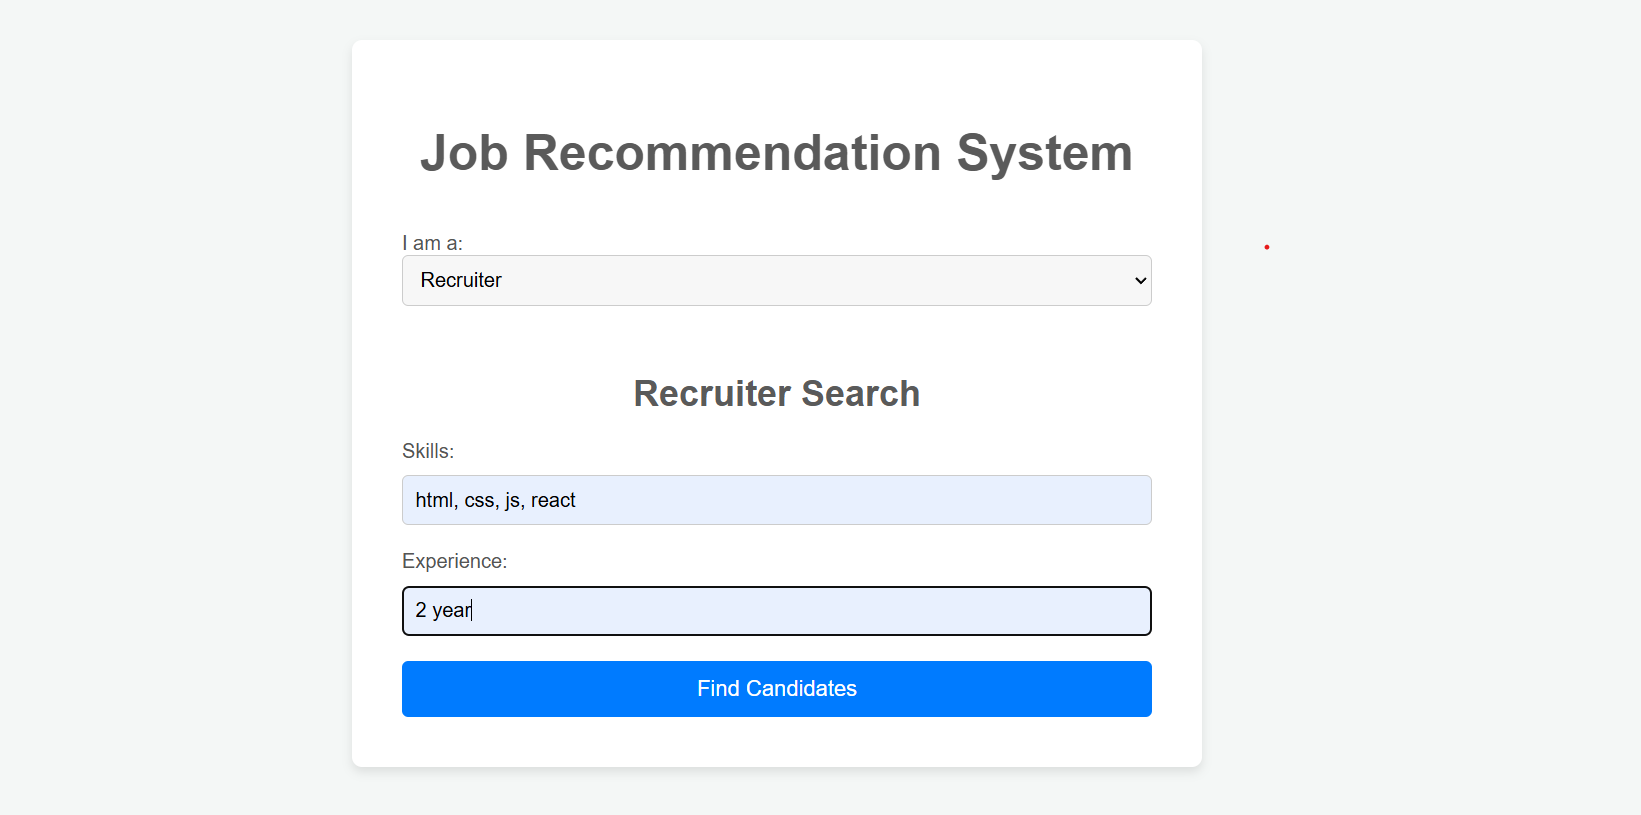 Job Recommendation System
I am a:
Recruiter
Recruiter Search
Skills:
html, css, js, react
Experience:
2 year
Find Candidates